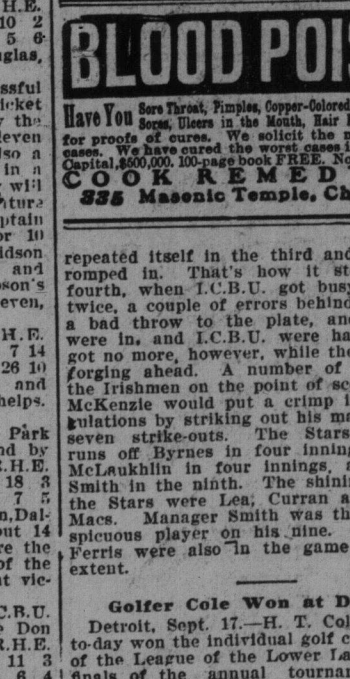 H.E.
10 2
5 6
uglas,
ssful
icket
the
leven
lso a
in a
will
ature
ptain
or 10
idson
and
son's
even,
H.E.
7 14
26 10
and
helps.
Park
nd by
.H.E.
18 3
7 5
n,Dal-
out 14
re the
of the
at vic-
C.B.U.
e Don
R.H.E.
11 3
6 4
BLOOD POI
Have You Sore Throat, Pimples, Copper-Colored
Sores, Ulcers in the Mouth, Hair
for proofs of cures. We solicit the
cases. We have cured the worst cases
Capital, $500,000. 100-page book FREE. No
COOK REMED
335 Masonic Temple, Ch
repeated itself in the third and
romped in. That's how it st
fourth, when I.C.B.U. got busy
twice, a couple of errors behind
a bad throw to the plate, and
were in, and I.C.B.U. were ha
got no more, however, while the
forging ahead. A number of
the Irishmen on the point of sc
McKenzie would put a crimp i
kulations by striking out his ma
seven strike-outs. The Stars
runs off Byrnes in four inning
McLaukhlin in four innings, a
Smith in the ninth. The shini
the Stars were Lea, Curran a
Macs. Manager Smith was th
spicuous player on his nine.
Ferris were also in the game
extent.
Golfer Cole Won at D
Detroit, Sept. 17.—H. T. Col
to-day won the individual golf c
of the League of the Lower La
finals of the annual tournam